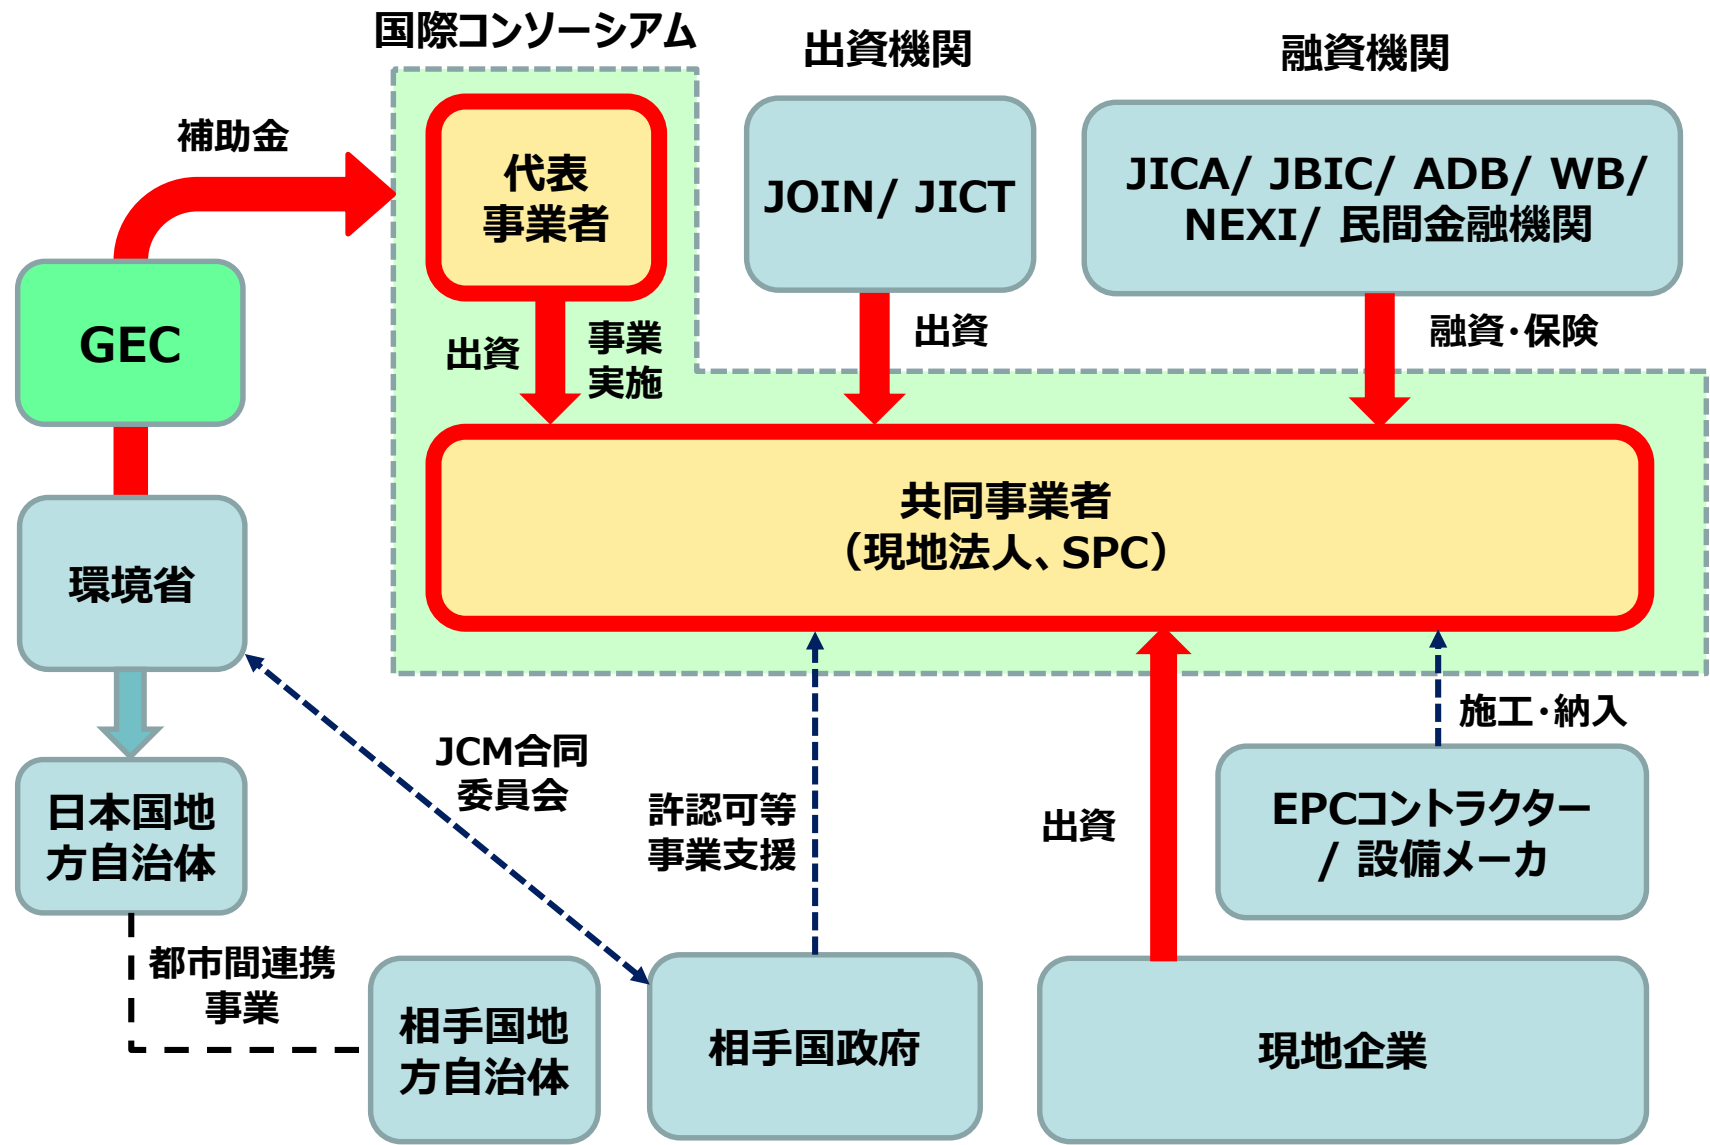 国際コンソーシアム
出資機関
融資機関
補助金
代表
事業者
JOIN/ JICT
JICA/ JBIC/ ADB/ WB/
NEXI/ 民間金融機関
GEC
出資
事業
実施
出資
融資・保険
共同事業者
（現地法人、SPC）
環境省
JCM合同
委員会
許認可等
事業支援
出資
施工・納入
日本国地
方自治体
EPCコントラクター
/ 設備メーカ
都市間連携
事業
相手国地
方自治体
相手国政府
現地企業